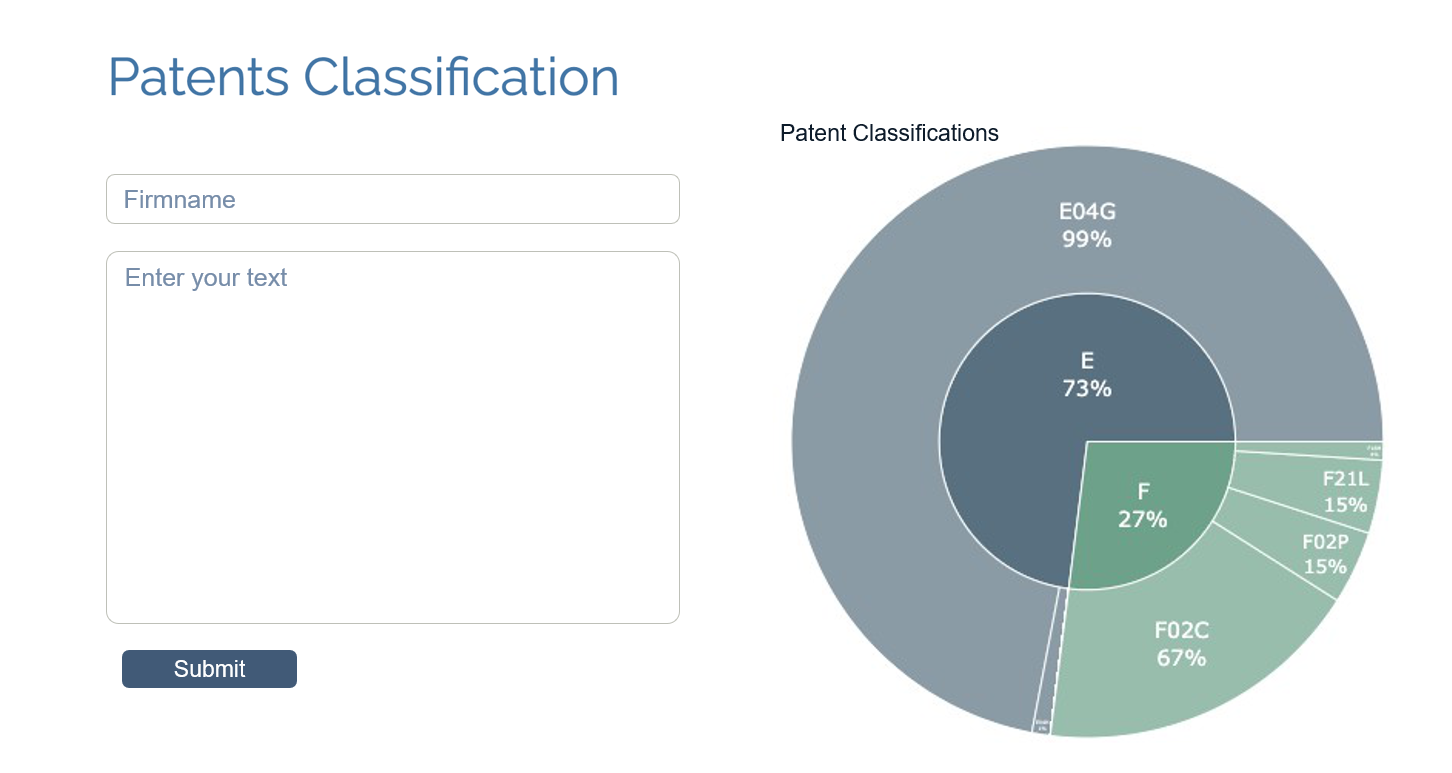 Patents Classification
Patent Classifications
Firmname
Enter your text
Submit
E04G
99%
E
73%
F
27%
F21L
15%
F02P
15%
F02C
67%